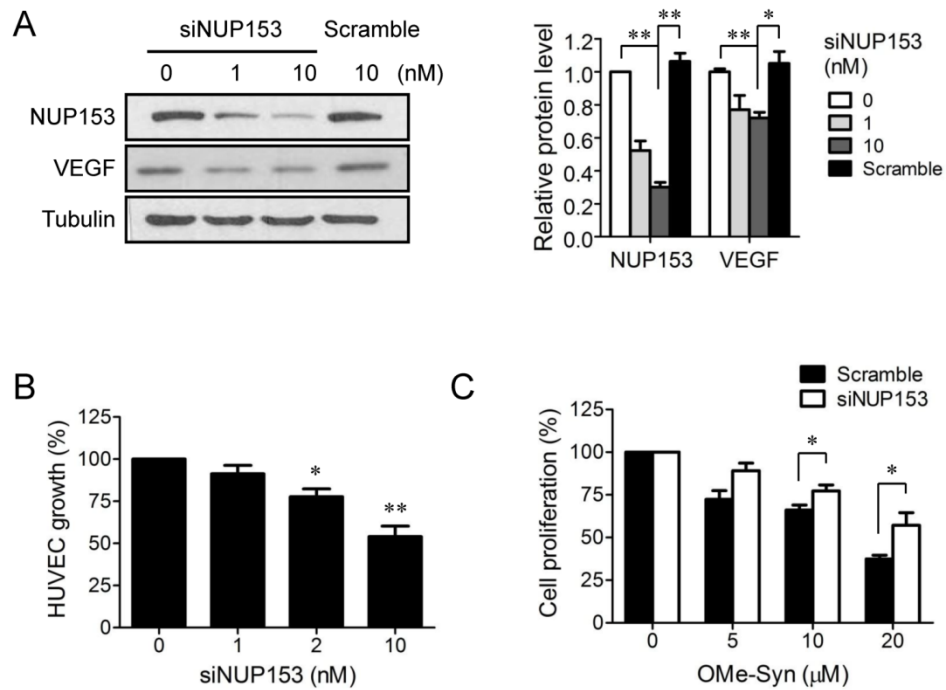 A
siNUP153 Scramble
0 1 10 10 (nM)
NUP153
VEGF
Tubulin
Relative protein level
1.2
1.0
0.8
0.6
0.4
0.2
0.0
** ** ** *
NUP153 VEGF
siNUP153
(nM)
0
1
10
Scramble
B
HUVEC growth (%)
125
100
75
50
25
0
* **
0 1 2 10
siNUP153 (nM)
C
Scramble
siNUP153
Cell proliferation (%)
125
100
75
50
25
0
* *
0 5 10 20
OMe-Syn (μM)